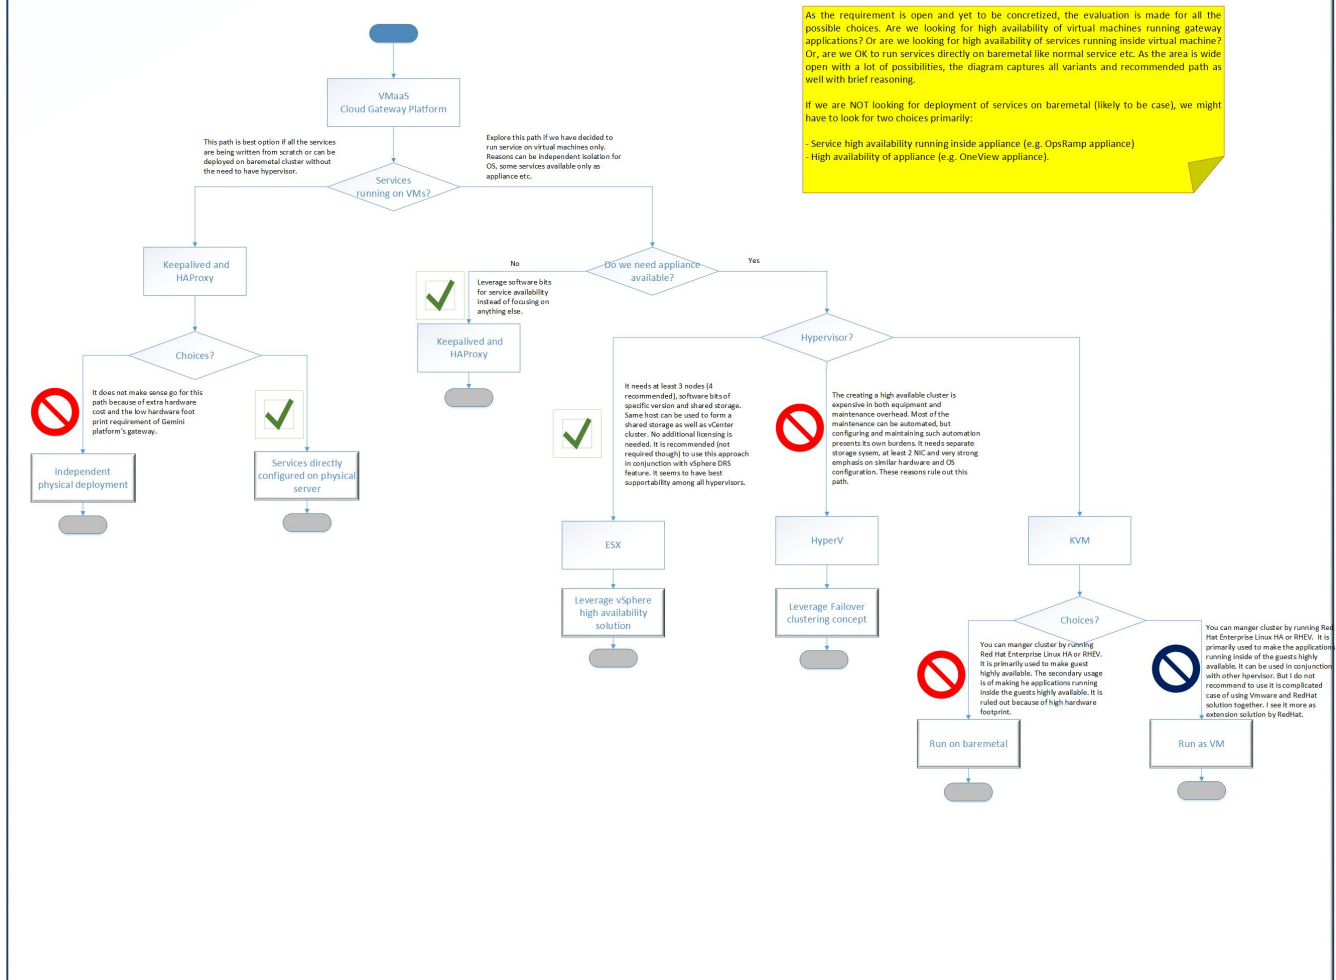 As the requirement is open and yet to be concretized, the evaluation is made for all the
possible choices. Are we looking for high availability of virtual machines running gateway
applications? Or are we looking for high availability of services running inside virtual machine?
Or, are we OK to run services directly on baremetal like normal service etc. As the area is wide
open with a lot of possibilities, the diagram captures all variants and recommended path as
well with brief reasoning.
If we are NOT looking for deployment of services on baremetal (likely to be case), we might
have to look for two choices primarily:
- Service high availability running inside appliance (e.g. OpsRamp appliance)
- High availability of appliance (e.g. OneView appliance).
VMaaS
Cloud Gateway Platform
This path is best option if all the services
are being written from scratch or can be
deployed on baremetal cluster without
the need to have hypervisor.
Explore this path if we have decided to
run service on virtual machines only.
Reasons can be independent isolation for
OS, some services available only as
appliance etc.
Services
running on VMs?
Keepalived and
HAProxy
No
Do we need appliance
available?
Yes
Leverage software bits
for service availability
instead of focusing on
anything else.
Keepalived and
HAProxy
Hypervisor?
Choices?
It does not make sense go for this
path because of extra hardware
cost and the low hardware foot
print requirement of Gemini
platform's gateway.
Independent
physical deployment
Services directly
configured on physical
server
It needs at least 3 nodes (4
recommended), software bits of
specific version and shared storage.
Same host can be used to form a
shared storage as well as vCenter
cluster. No additional licensing is
needed. It is recommended (not
required though) to use this approach
in conjunction with vSphere DRS
feature. It seems to have best
supportability among all hypervisors.
The creating a high available cluster is
expensive in both equipment and
maintenance overhead. Most of the
maintenance can be automated, but
configuring and maintaining such automation
presents its own burdens. It needs separate
storage sysem, at least 2 NIC and very strong
emphasis on similar hardware and OS
configuration. These reasons rule out this
path.
ESX
HyperV
KVM
Leverage vSphere
high availability
solution
Leverage Failover
clustering concept
Choices?
You can manger cluster by running
Red Hat Enterprise Linux HA or RHEV.
It is primarily used to make guest
highly available. The secondary usage
is of making he applications running
inside the guests highly available. It is
ruled out because of high hardware
footprint.
You can manger cluster by running Red
Hat Enterprise Linux HA or RHEV. It is
primarily used to make the applications
running inside of the guests highly
available. It can be used in conjunction
with other hpervisor. But I do not
recommend to use it is complicated
case of using Vmware and RedHat
solution together. I see it more as
extension solution by RedHat.
Run on baremetal
Run as VM